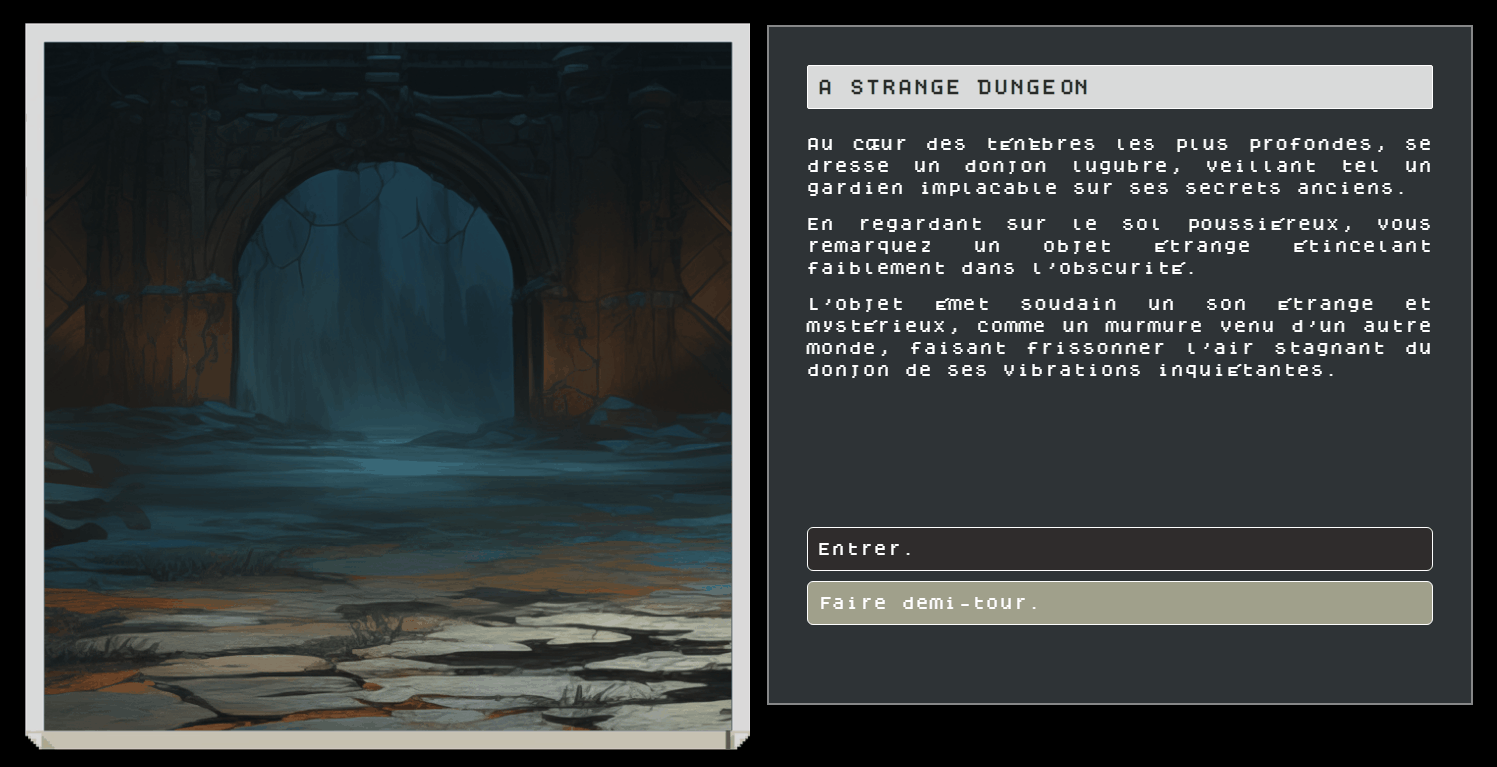 A STRANGE DUNGEON
Au cœur des ténèbres les plus profondes, se
dresse un donjon lugubre, veillant tel un
gardien implacable sur ses secrets anciens.
En regardant sur le sol poussiéreux, vous
remarquez un objet étrange étincelant
faiblement dans l'obscurité.
L'objet émet soudain un son étrange et
mystérieux, comme un murmure venu d'un autre
monde, faisant frissonner l'air stagnant du
donjon de ses vibrations inquiétantes.
Entrer.
Faire demi-tour.